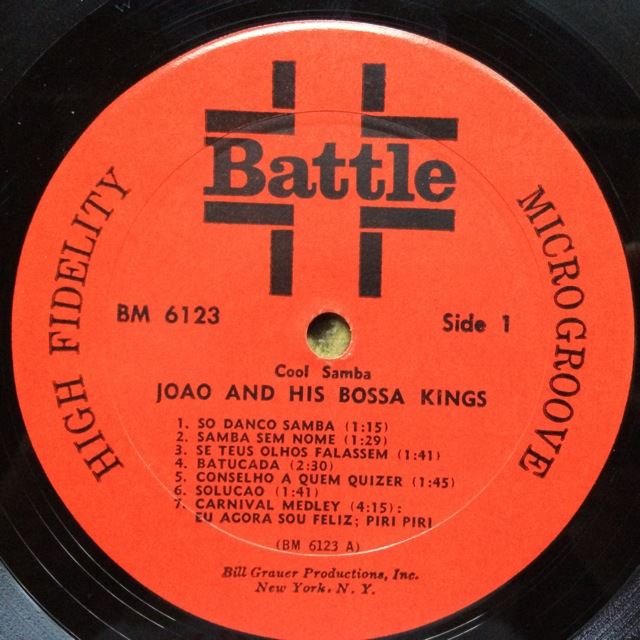 Battle
HIGH FIDELITY
MICROGROOVE
BM 6123
Side 1
Cool Samba
JOAO AND HIS BOSSA KINGS
1. SO DANCO SAMBA (1:15)
2. SAMBA SEM NOME (1:29)
3. SE TEUS OLHOS FALASSEM (1:41)
4. BATUCADA (2:30)
5. CONSELHO A QUEM QUIZER (1:45)
6. SOLUCAO (1:41)
7. CARNIVAL MEDLEY (4:15):
EU AGORA SOU FELIZ; PIRI PIRI
(BM 6123 A)
Bill Grauer Productions, Inc.
New York, N. Y.